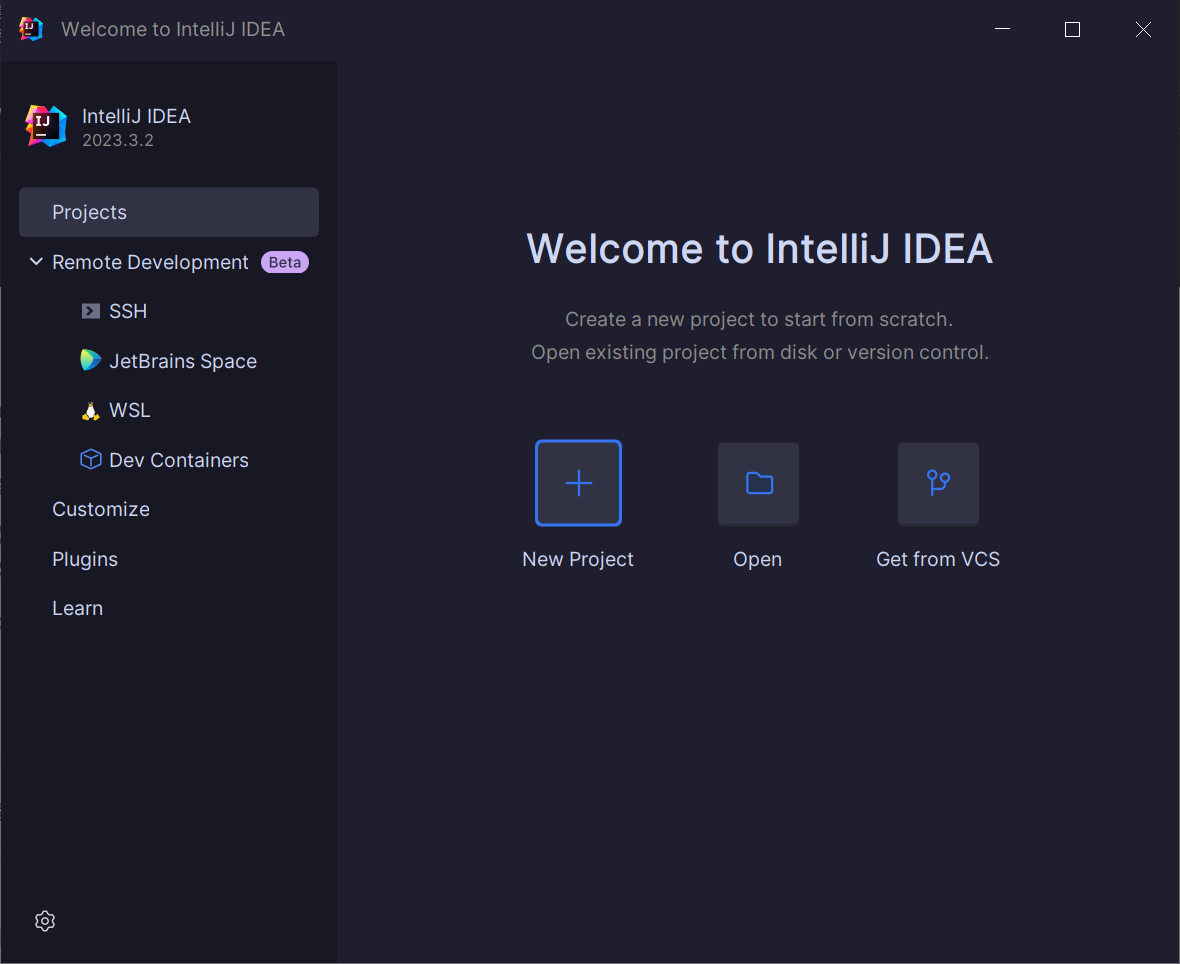 Welcome to IntelliJ IDEA
IntelliJ IDEA
2023.3.2
Projects
Remote Development Beta
SSH
JetBrains Space
WSL
Dev Containers
Customize
Plugins
Learn
Welcome to IntelliJ IDEA
Create a new project to start from scratch.
Open existing project from disk or version control.
New Project Open Get from VCS